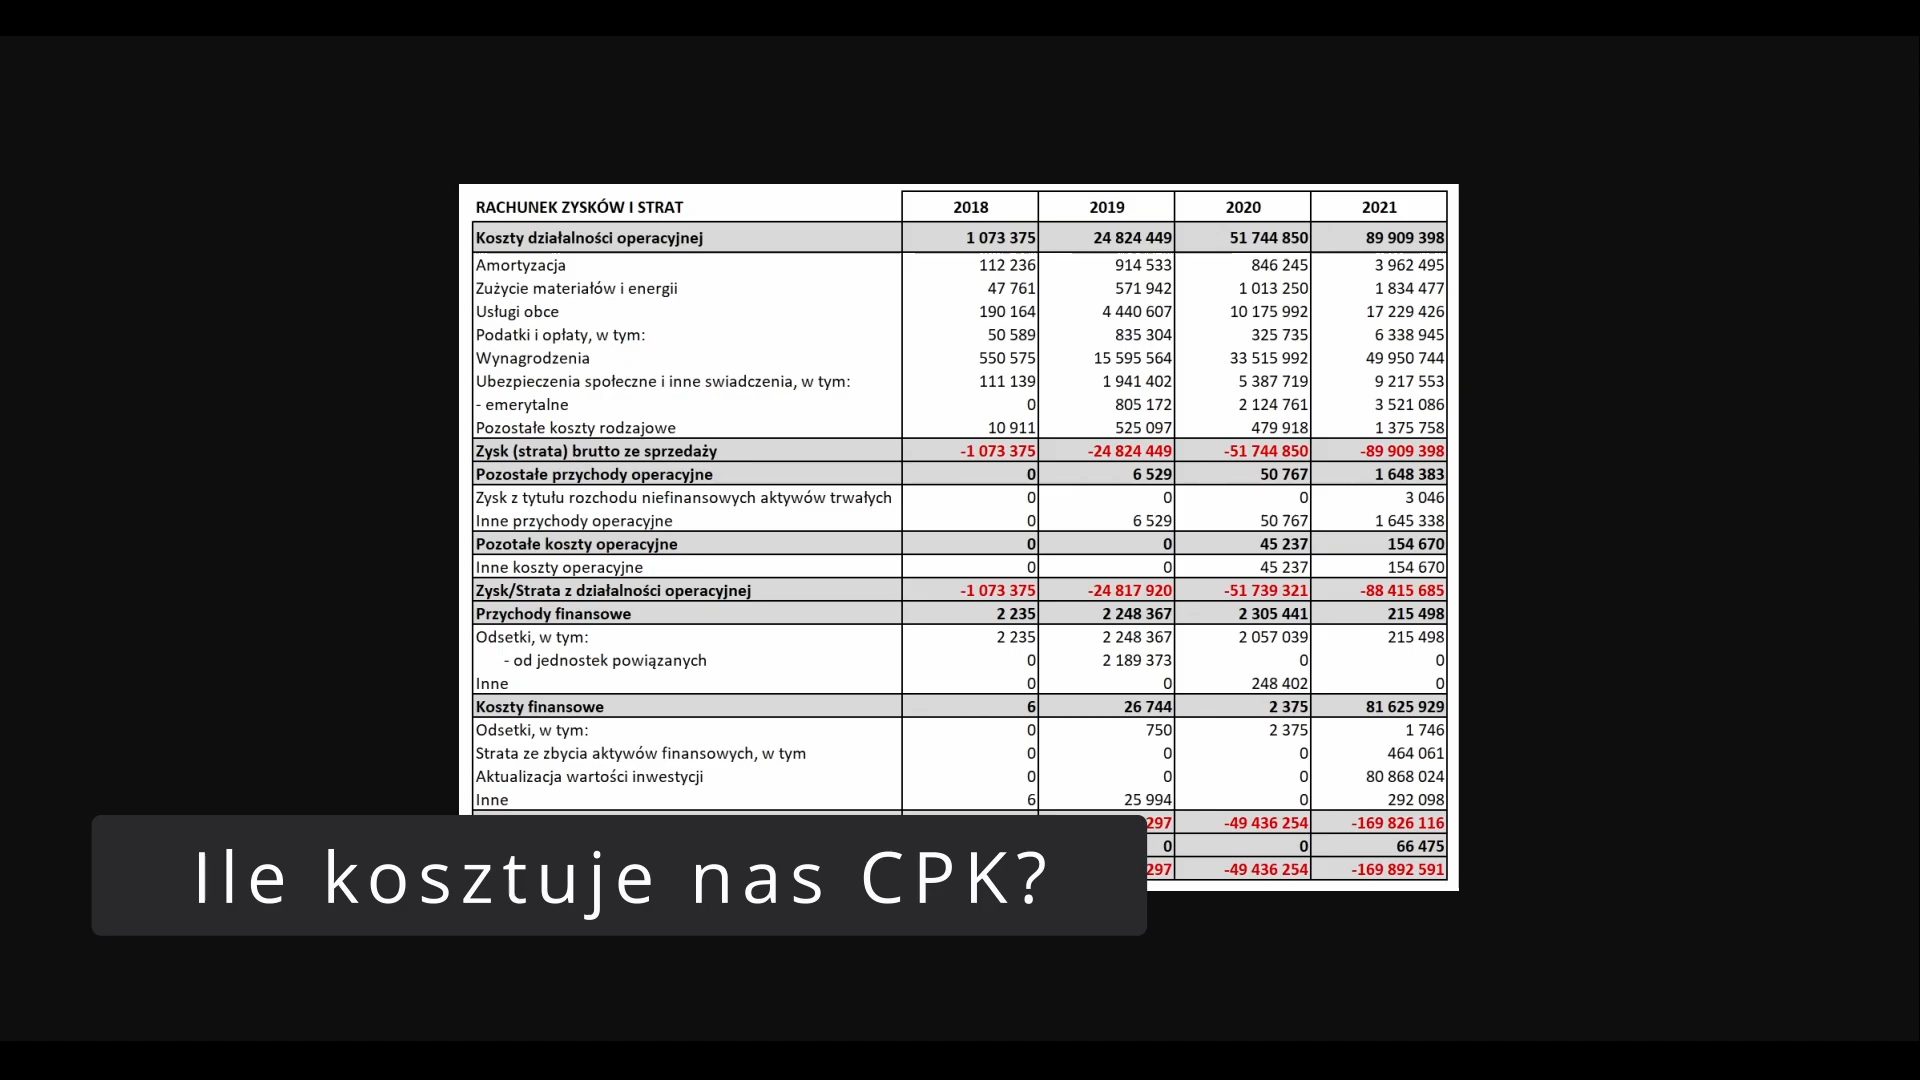 RACHUNEK ZYSKÓW I STRAT 2018 2019 2020 2021
Koszty działalności operacyjnej 1 073 375 24 824 449 51 744 850 89 909 398
Amortyzacja 112 236 914 533 846 245 3 962 495
Zużycie materiałów i energii 47 761 571 942 1 013 250 1 834 477
Usługi obce 190 164 4 440 607 10 175 992 17 229 426
Podatki i opłaty, w tym: 50 589 835 304 325 735 6 338 945
Wynagrodzenia 550 575 15 595 564 33 515 992 49 950 744
Ubezpieczenia społeczne i inne swiadczenia, w tym: 111 139 1 941 402 5 387 719 9 217 553
- emerytalne 0 805 172 2 124 761 3 521 086
Pozostałe koszty rodzajowe 10 911 525 097 479 918 1 375 758
Zysk (strata) brutto ze sprzedaży -1 073 375 -24 824 449 -51 744 850 -89 909 398
Pozostałe przychody operacyjne 0 6 529 50 767 1 648 383
Zysk z tytułu rozchodu niefinansowych aktywów trwałych 0 0 0 3 046
Inne przychody operacyjne 0 6 529 50 767 1 645 338
Pozotałe koszty operacyjne 0 0 45 237 154 670
Inne koszty operacyjne 0 0 45 237 154 670
Zysk/Strata z działalności operacyjnej -1 073 375 -24 817 920 -51 739 321 -88 415 685
Przychody finansowe 2 235 2 248 367 2 305 441 215 498
Odsetki, w tym: 2 235 2 248 367 2 057 039 215 498
- od jednostek powiązanych 0 2 189 373 0 0
Inne 0 0 248 402 0
Koszty finansowe 6 26 744 2 375 81 625 929
Odsetki, w tym: 0 750 2 375 1 746
Strata ze zbycia aktywów finansowych, w tym 0 0 0 464 061
Aktualizacja wartości inwestycji 0 0 0 80 868 024
Inne 6 25 994 0 292 098
297 -49 436 254 -169 826 116
0 0 66 475
297 -49 436 254 -169 892 591
Ile kosztuje nas CPK?